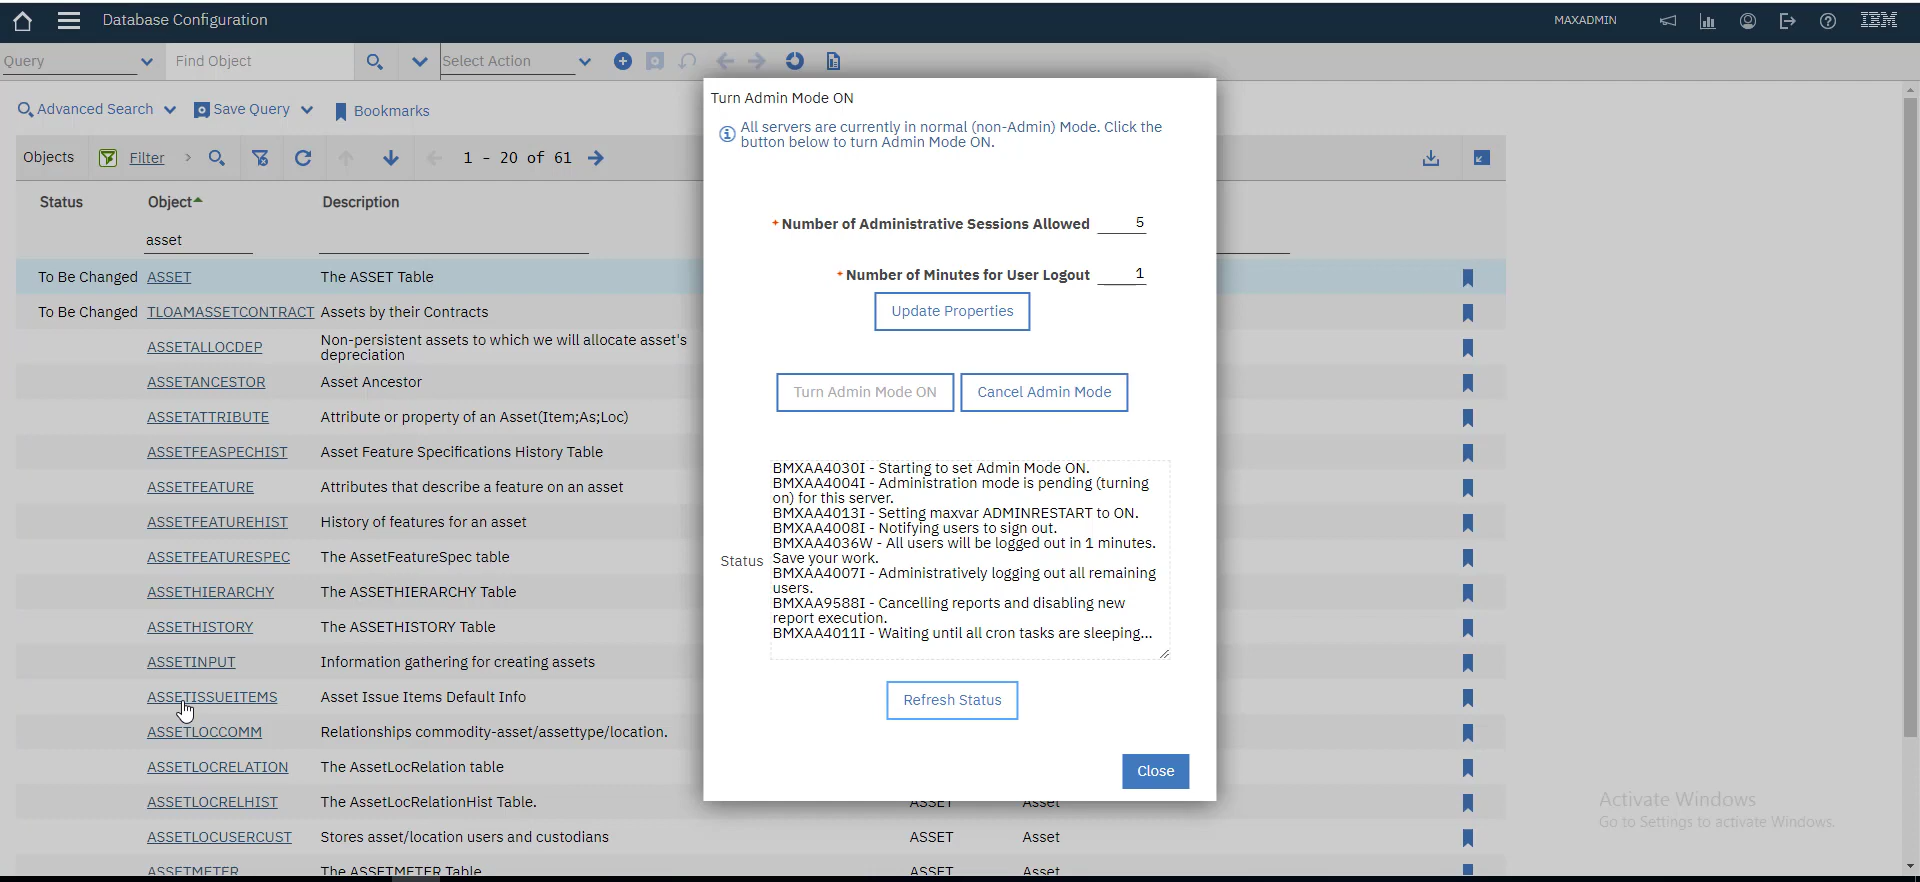 Database Configuration
MAXADMIN
IBM
Query
Find Object
Select Action
Advanced Search
Save Query
Bookmarks
Objects
Filter
1 - 20 of 61
Status Object Description
asset
To Be Changed ASSET The ASSET Table
To Be Changed TLOAMASSETCONTRACT Assets by their Contracts
ASSETALLOCDEP Non-persistent assets to which we will allocate asset's
depreciation
ASSETANCESTOR Asset Ancestor
ASSETATTRIBUTE Attribute or property of an Asset(Item;As;Loc)
ASSETFEASPECHIST Asset Feature Specifications History Table
ASSETFEATURE Attributes that describe a feature on an asset
ASSETFEATUREHIST History of features for an asset
ASSETFEATURESPEC The AssetFeatureSpec table
ASSETHIERARCHY The ASSETHIERARCHY Table
ASSETHISTORY The ASSETHISTORY Table
ASSETINPUT Information gathering for creating assets
ASSETISSUEITEMS Asset Issue Items Default Info
ASSETLOCCOMM Relationships commodity-asset/assettype/location.
ASSETLOCRELATION The AssetLocRelation table
ASSETLOCRELHIST The AssetLocRelationHist Table. ASSET Asset
ASSETLOCUSERCUST Stores asset/location users and custodians ASSET Asset
ASSETMETER The ASSETMETER Table ASSET Asset
Turn Admin Mode ON
All servers are currently in normal (non-Admin) Mode. Click the
button below to turn Admin Mode ON.
*Number of Administrative Sessions Allowed 5
*Number of Minutes for User Logout 1
Update Properties
Turn Admin Mode ON
Cancel Admin Mode
Status
BMXAA4030I - Starting to set Admin Mode ON.
BMXAA4004I - Administration mode is pending (turning
on) for this server.
BMXAA4013I - Setting maxvar ADMINRESTART to ON.
BMXAA4008I - Notifying users to sign out.
BMXAA4036W - All users will be logged out in 1 minutes.
Save your work.
BMXAA4007I - Administratively logging out all remaining
users.
BMXAA9588I - Cancelling reports and disabling new
report execution.
BMXAA4011I - Waiting until all cron tasks are sleeping...
Refresh Status
Close
Activate Windows
Go to Settings to activate Windows.